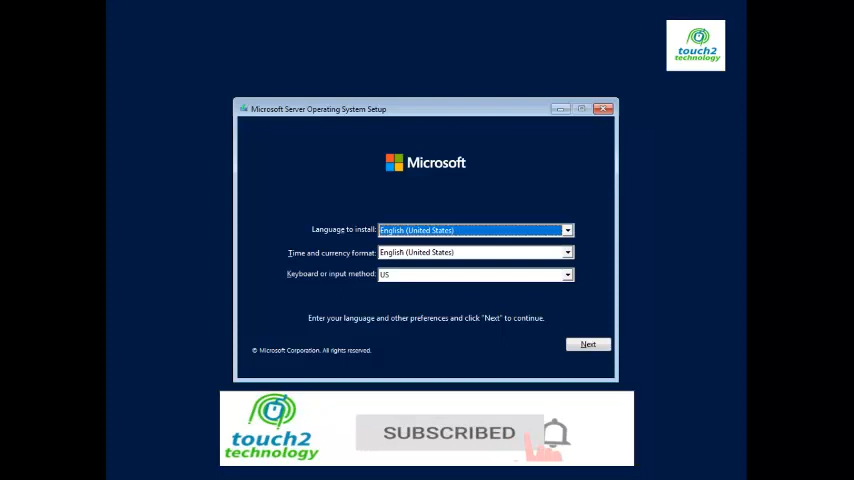 touch2
technology
Microsoft Server Operating System Setup
Microsoft
Language to install: English (United States)
Time and currency format: English (United States)
Keyboard or input method: US
Enter your language and other preferences and click "Next" to continue.
Next
© Microsoft Corporation. All rights reserved.
touch2
technology
SUBSCRIBED